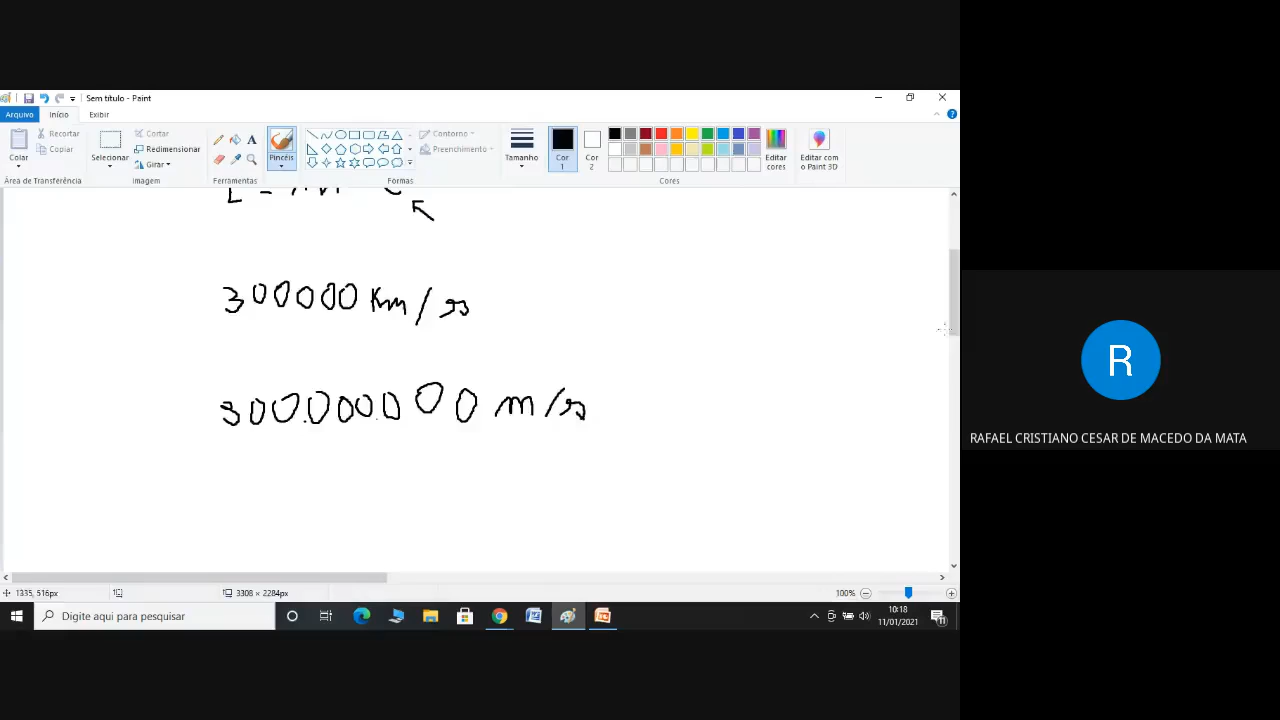 Sem título - Paint
Arquivo Início Exibir
Colar
Recortar
Copiar
Área de Transferência
Selecionar
Cortar
Redimensionar
Girar
Imagem
Ferramentas
Pincéis
Formas
Contorno
Preenchimento
Tamanho
Cor
1
Cor
2
Cores
Editar
cores
Editar com
o Paint 3D
300000 Km/s
300.000.000 m/s
R
RAFAEL CRISTIANO CESAR DE MACEDO DA MATA
1335, 516px
3308 × 2284px
100%
Digite aqui para pesquisar
10:18
11/01/2021